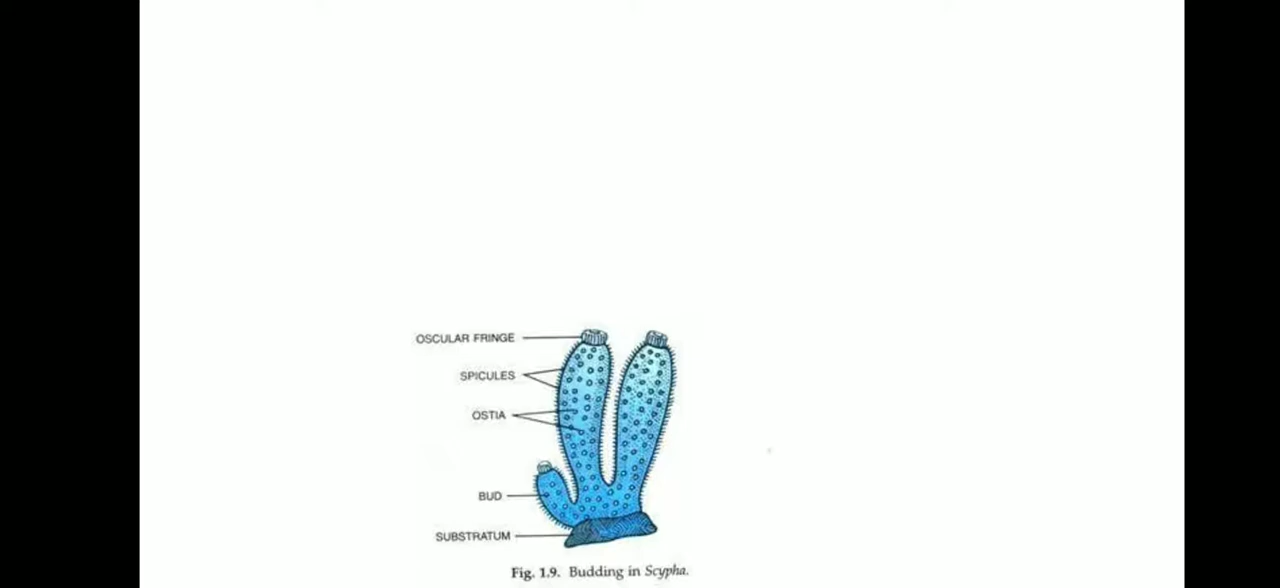 OSCULAR FRINGE
SPICULES
OSTIA
BUD
SUBSTRATUM
Fig. 1.9. Budding in Scypha.